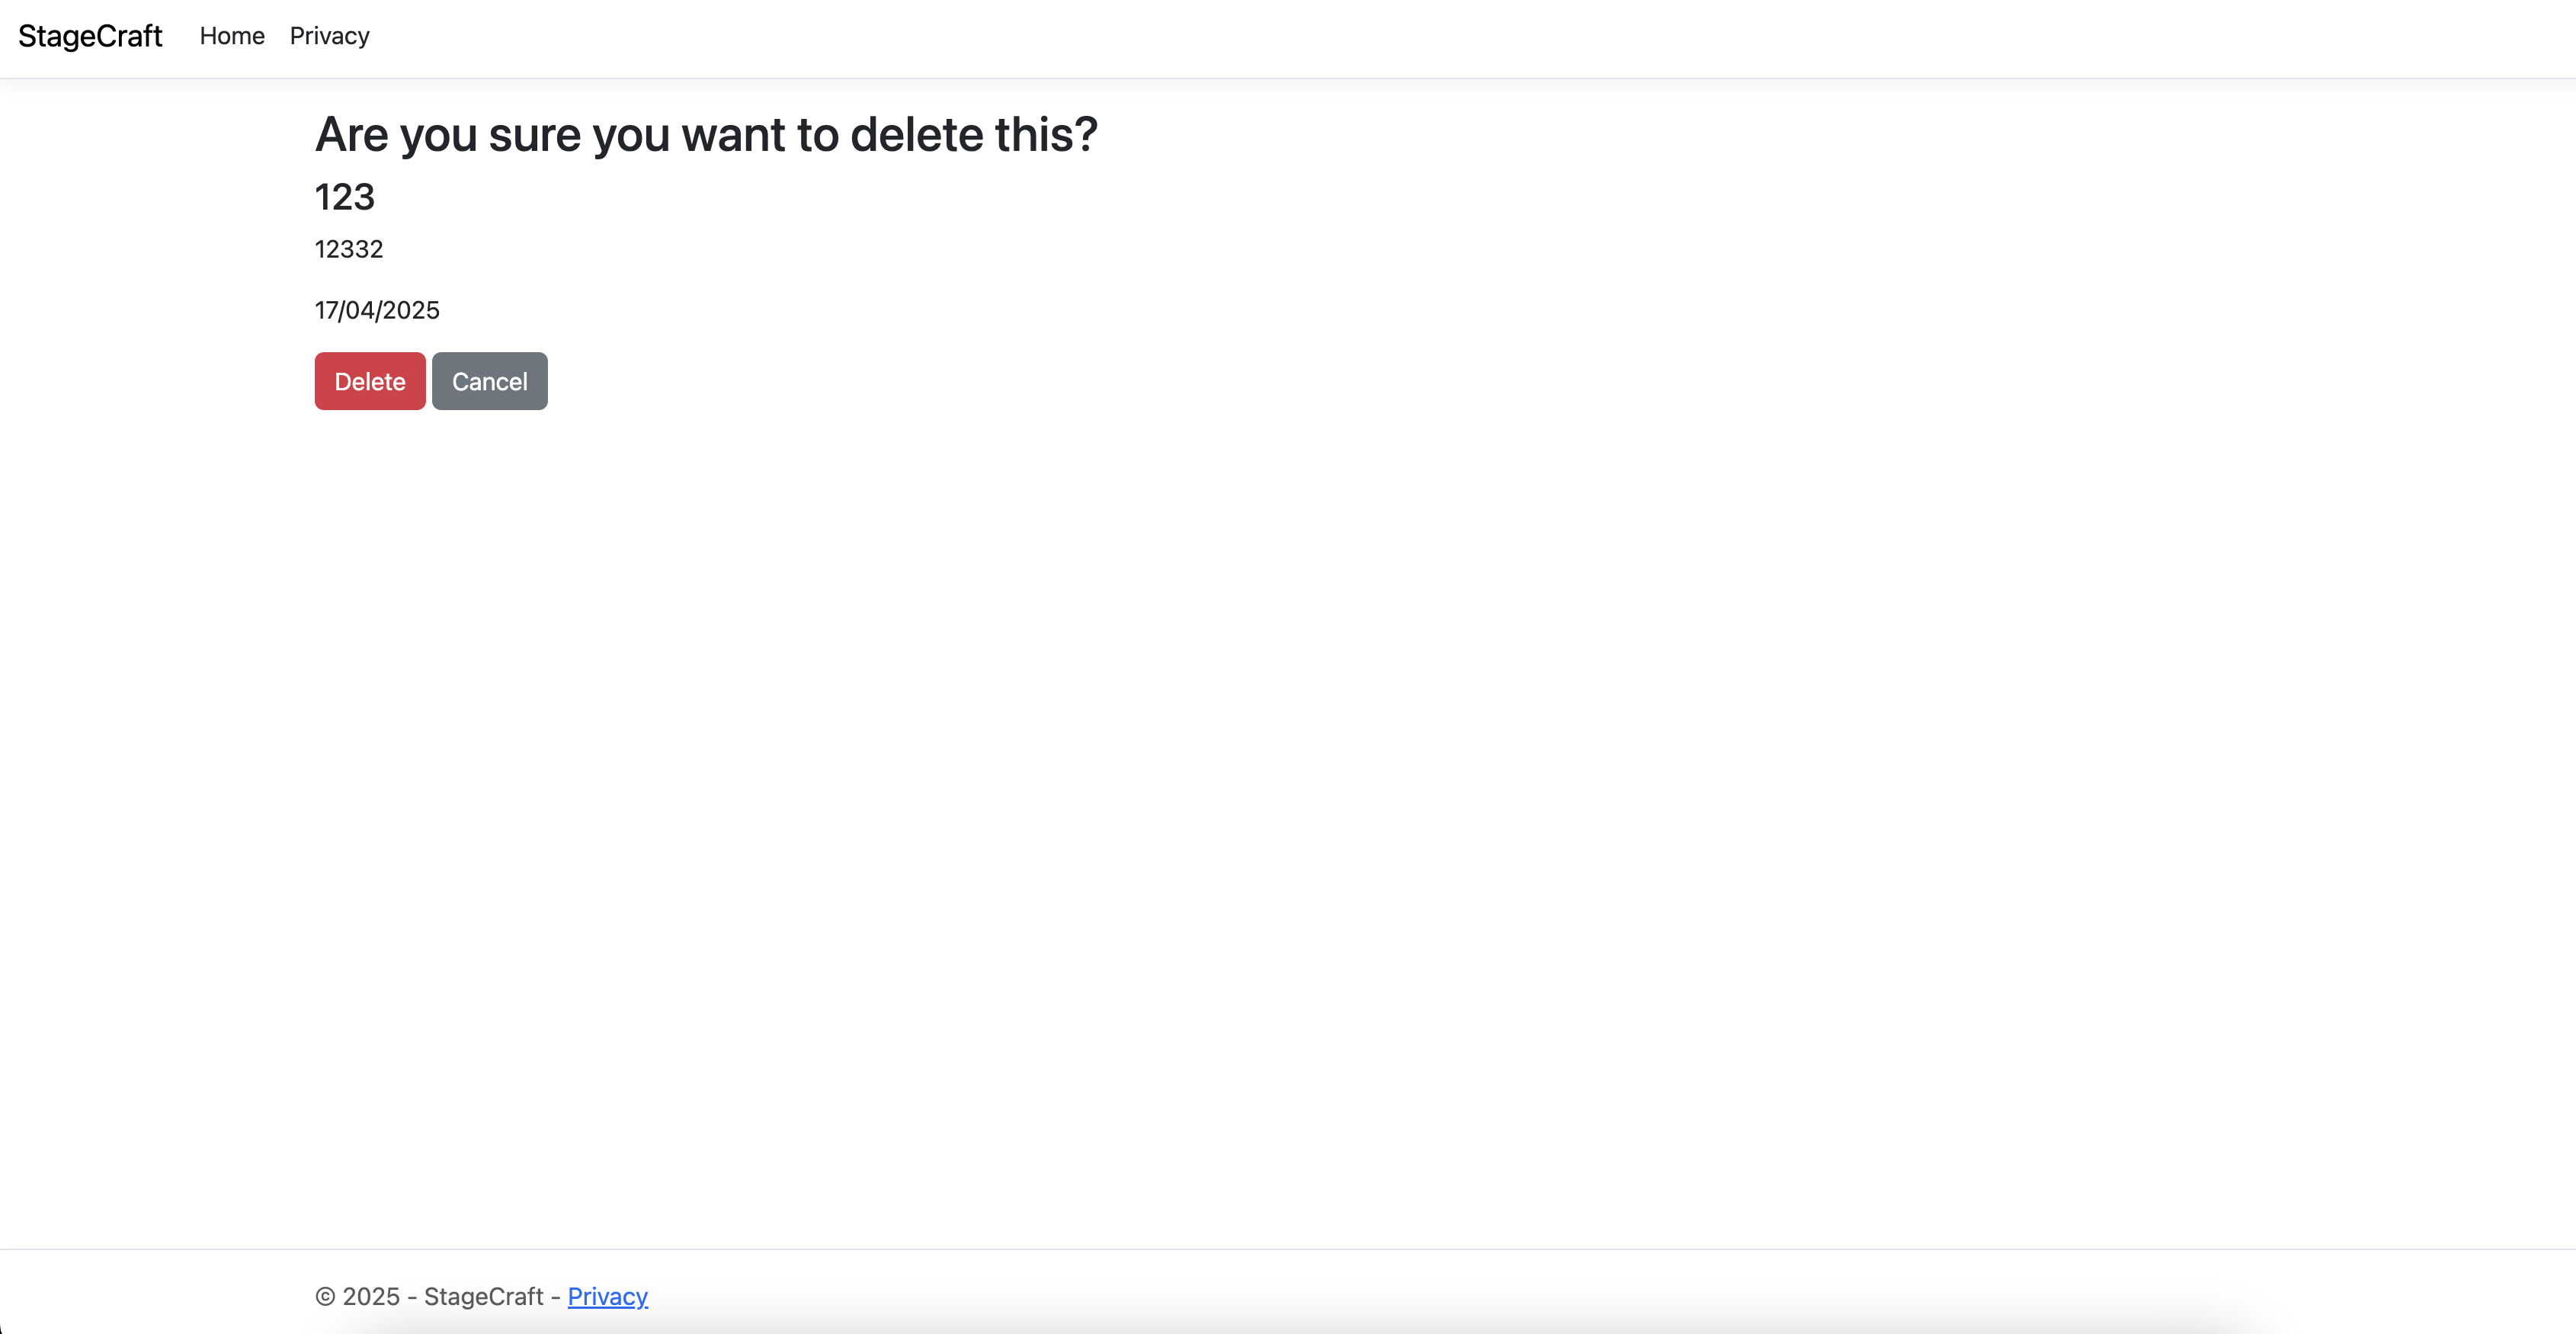 StageCraft Home Privacy
Are you sure you want to delete this?
123
12332
17/04/2025
Delete Cancel
© 2025 - StageCraft - Privacy